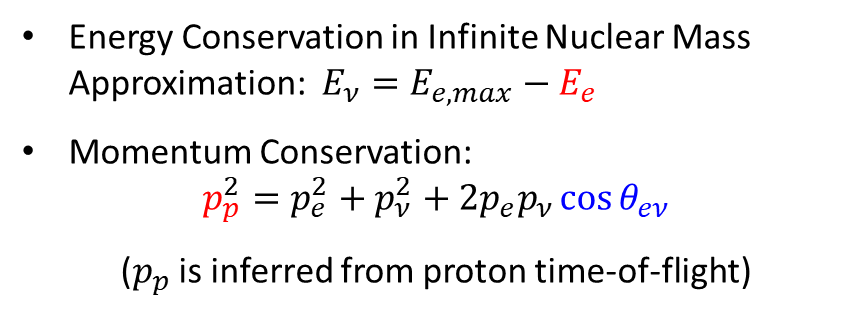 • Energy Conservation in Infinite Nuclear Mass
Approximation: $E_\nu = E_{e,max} - E_e$
• Momentum Conservation:
$p_p^2 = p_e^2 + p_\nu^2 + 2p_e p_\nu \cos\theta_{e\nu}$
($p_p$ is inferred from proton time-of-flight)